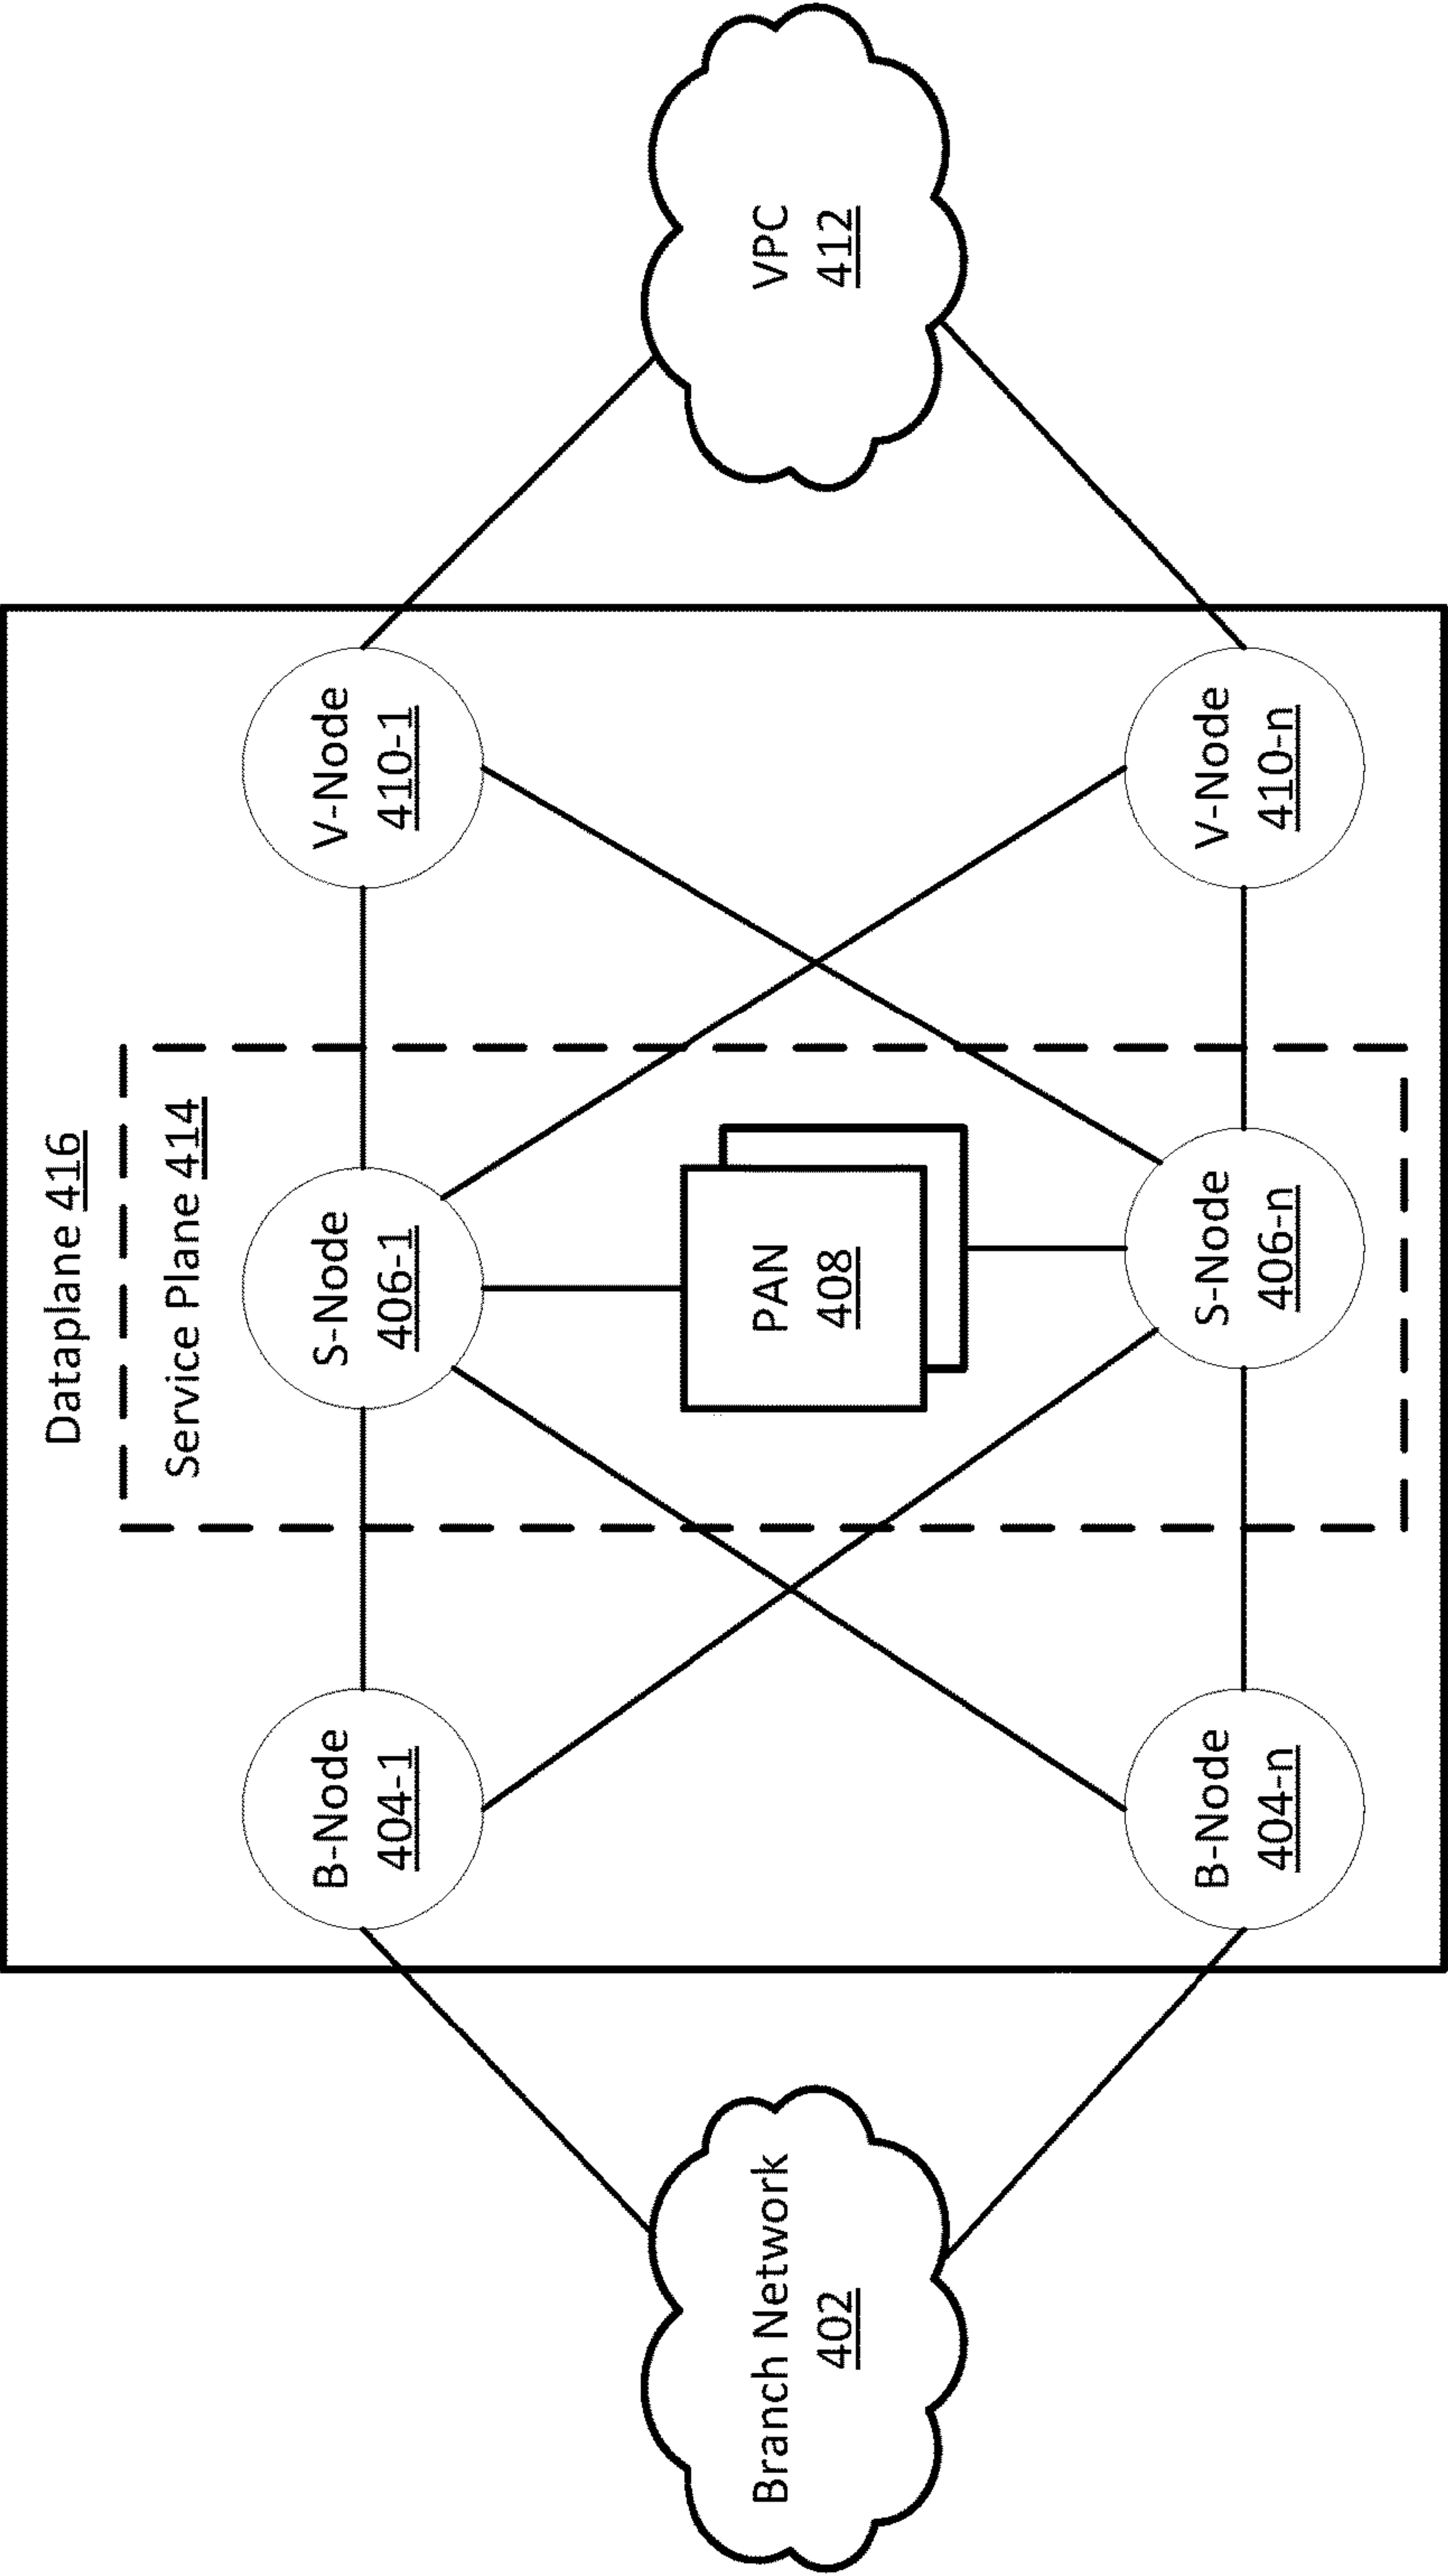 Dataplane 416
Service Plane 414
B-Node
404-1
S-Node
406-1
V-Node
410-1
Branch Network
402
PAN
408
VPC
412
B-Node
404-n
S-Node
406-n
V-Node
410-n